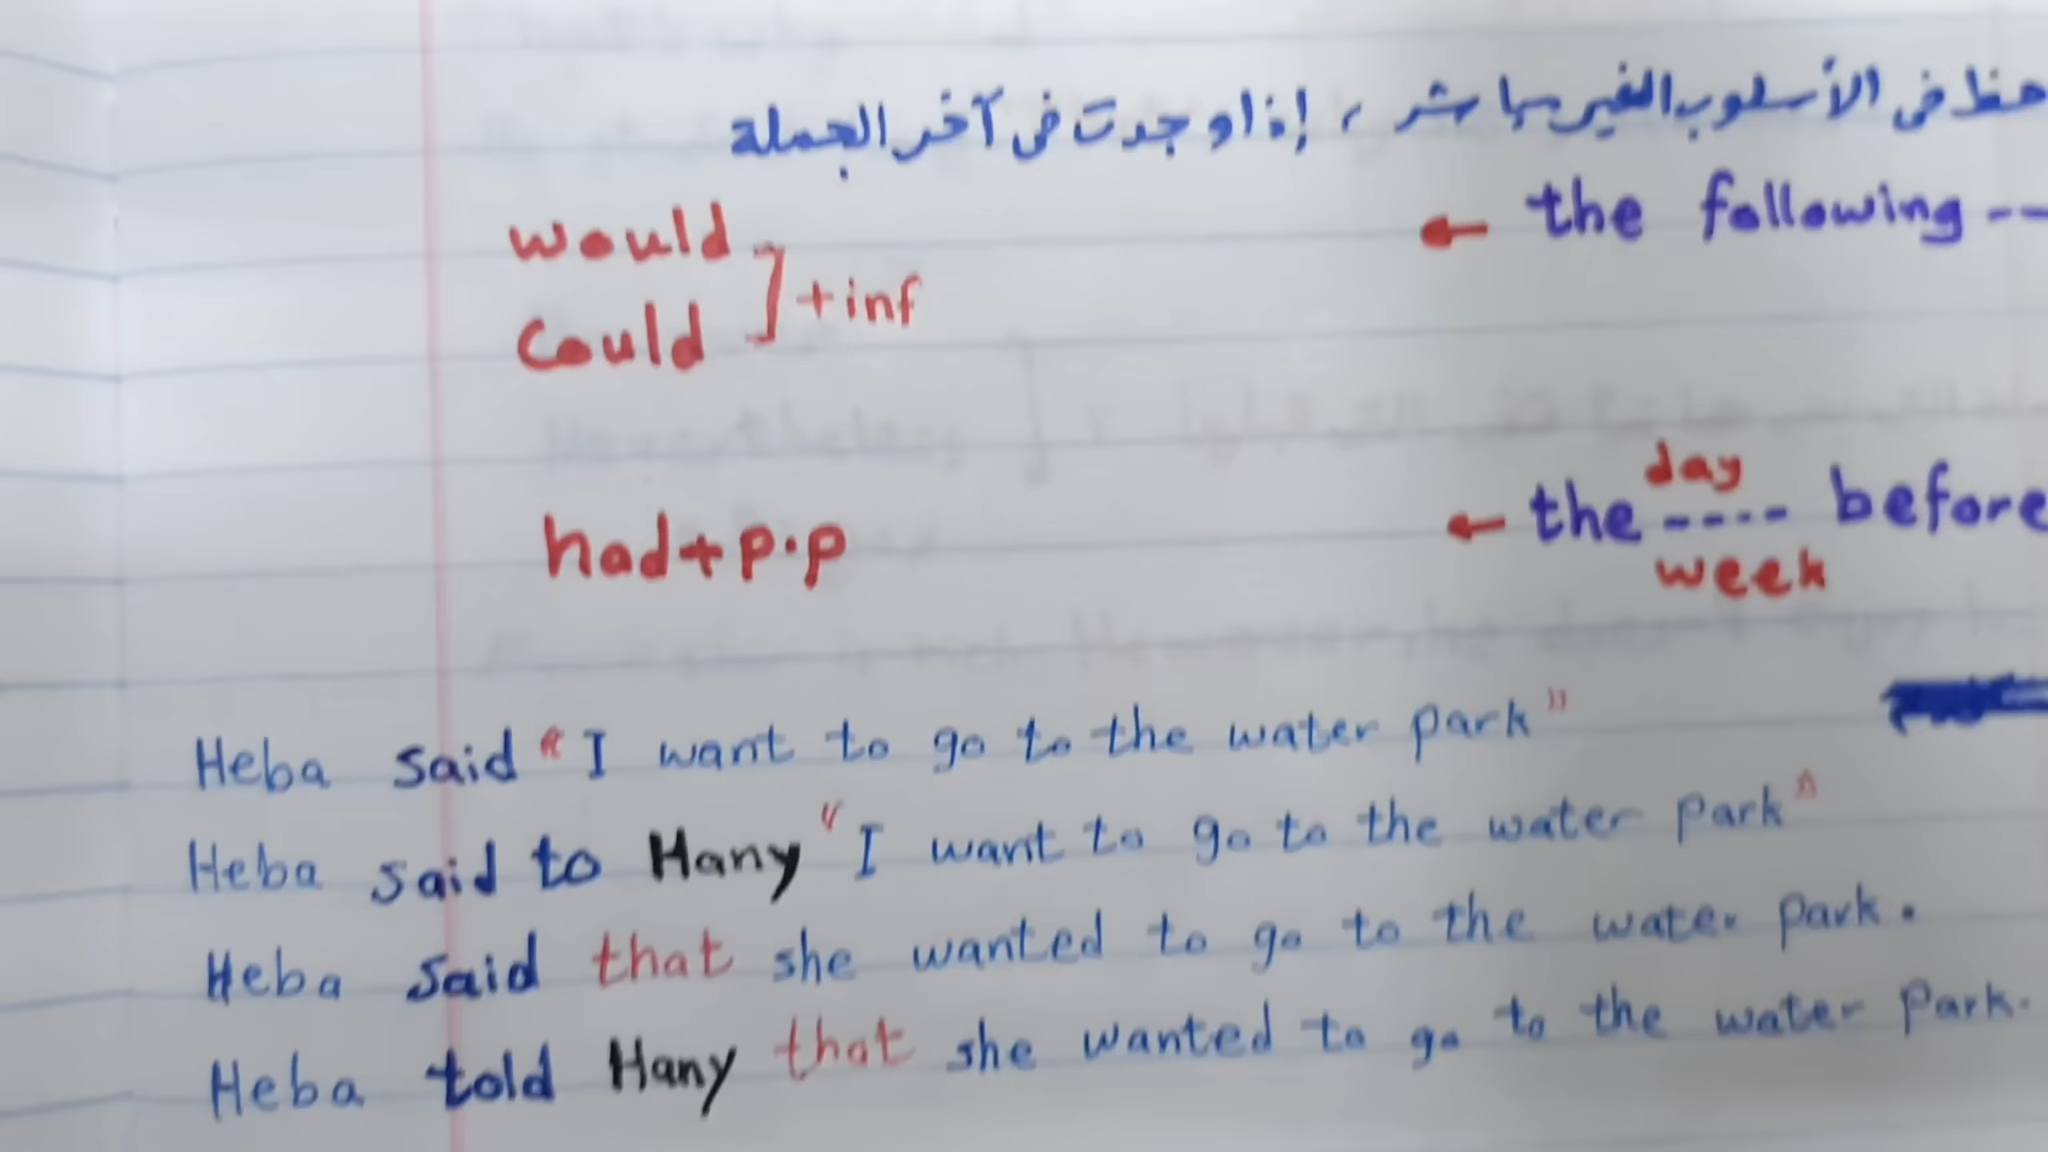 حظ فى الأسلوب الغير مباشر ، إذا وجدت فى آخر الجملة
the following -- ←
would
could ] + inf
the ---- before ←
day
week
had + p.p
Heba said " I want to go to the water park "
Heba said to Hany " I want to go to the water park "
Heba said that she wanted to go to the water park.
Heba told Hany that she wanted to go to the water park.